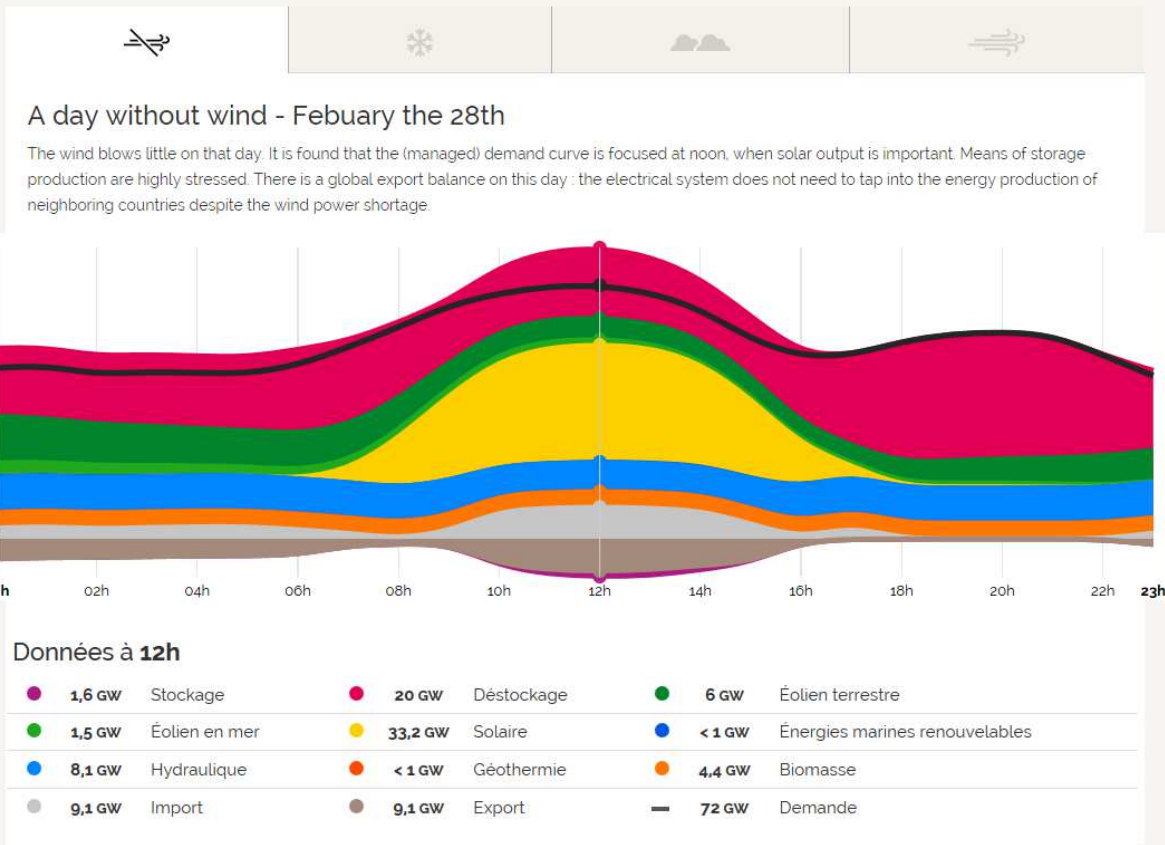 A day without wind - Febuary the 28th
The wind blows little on that day. It is found that the (managed) demand curve is focused at noon, when solar output is important. Means of storage
production are highly stressed. There is a global export balance on this day : the electrical system does not need to tap into the energy production of
neighboring countries despite the wind power shortage.
h 02h 04h 06h 08h 10h 12h 14h 16h 18h 20h 22h 23h
Données à 12h
1,6 GW Stockage 20 GW Déstockage 6 GW Éolien terrestre
1,5 GW Éolien en mer 33,2 GW Solaire < 1 GW Énergies marines renouvelables
8,1 GW Hydraulique < 1 GW Géothermie 4,4 GW Biomasse
9,1 GW Import 9,1 GW Export 72 GW Demande